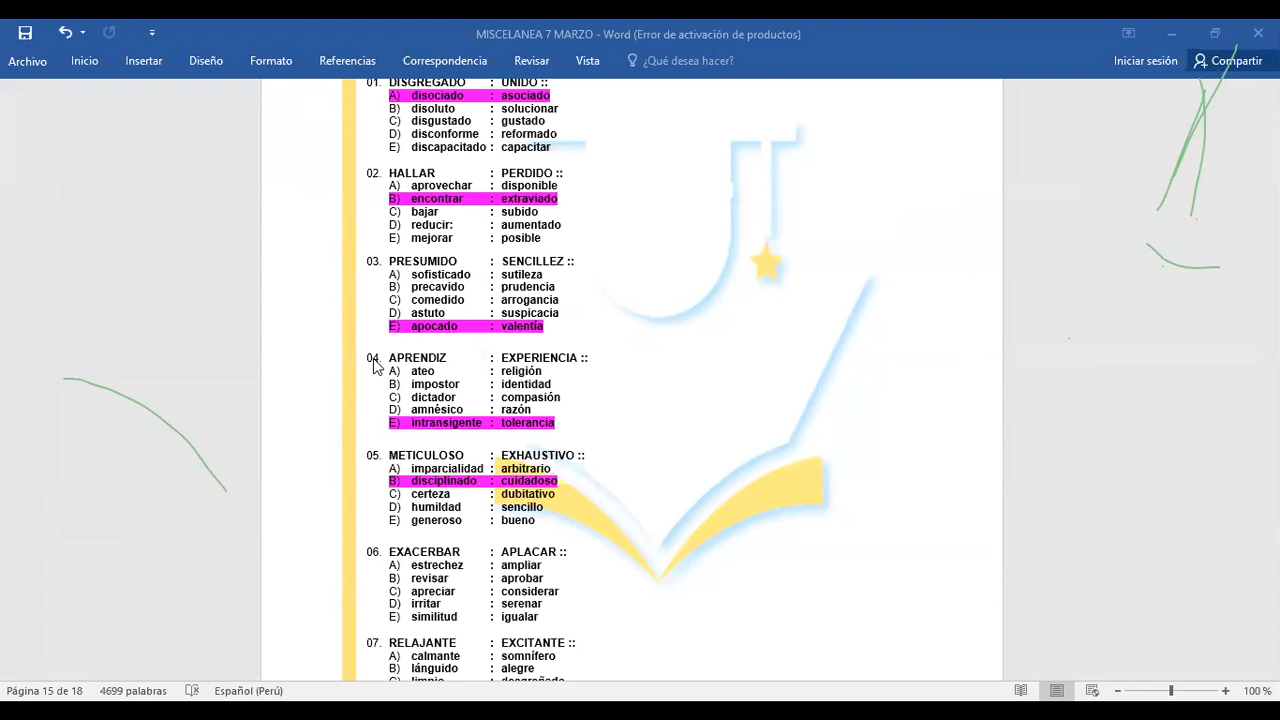 MISCELANEA 7 MARZO - Word (Error de activación de productos)
Archivo Inicio Insertar Diseño Formato Referencias Correspondencia Revisar Vista ¿Qué desea hacer? Iniciar sesión Compartir
01. DISGREGADO : UNIDO ::
A) disociado : asociado
B) disoluto : solucionar
C) disgustado : gustado
D) disconforme : reformado
E) discapacitado : capacitar
02. HALLAR : PERDIDO ::
A) aprovechar : disponible
B) encontrar : extraviado
C) bajar : subido
D) reducir: : aumentado
E) mejorar : posible
03. PRESUMIDO : SENCILLEZ ::
A) sofisticado : sutileza
B) precavido : prudencia
C) comedido : arrogancia
D) astuto : suspicacia
E) apocado : valentía
04. APRENDIZ : EXPERIENCIA ::
A) ateo : religión
B) impostor : identidad
C) dictador : compasión
D) amnésico : razón
E) intransigente : tolerancia
05. METICULOSO : EXHAUSTIVO ::
A) imparcialidad : arbitrario
B) disciplinado : cuidadoso
C) certeza : dubitativo
D) humildad : sencillo
E) generoso : bueno
06. EXACERBAR : APLACAR ::
A) estrechez : ampliar
B) revisar : aprobar
C) apreciar : considerar
D) irritar : serenar
E) similitud : igualar
07. RELAJANTE : EXCITANTE ::
A) calmante : somnífero
B) lánguido : alegre
C) limpio : desgreñado
Página 15 de 18 4699 palabras Español (Perú) 100 %